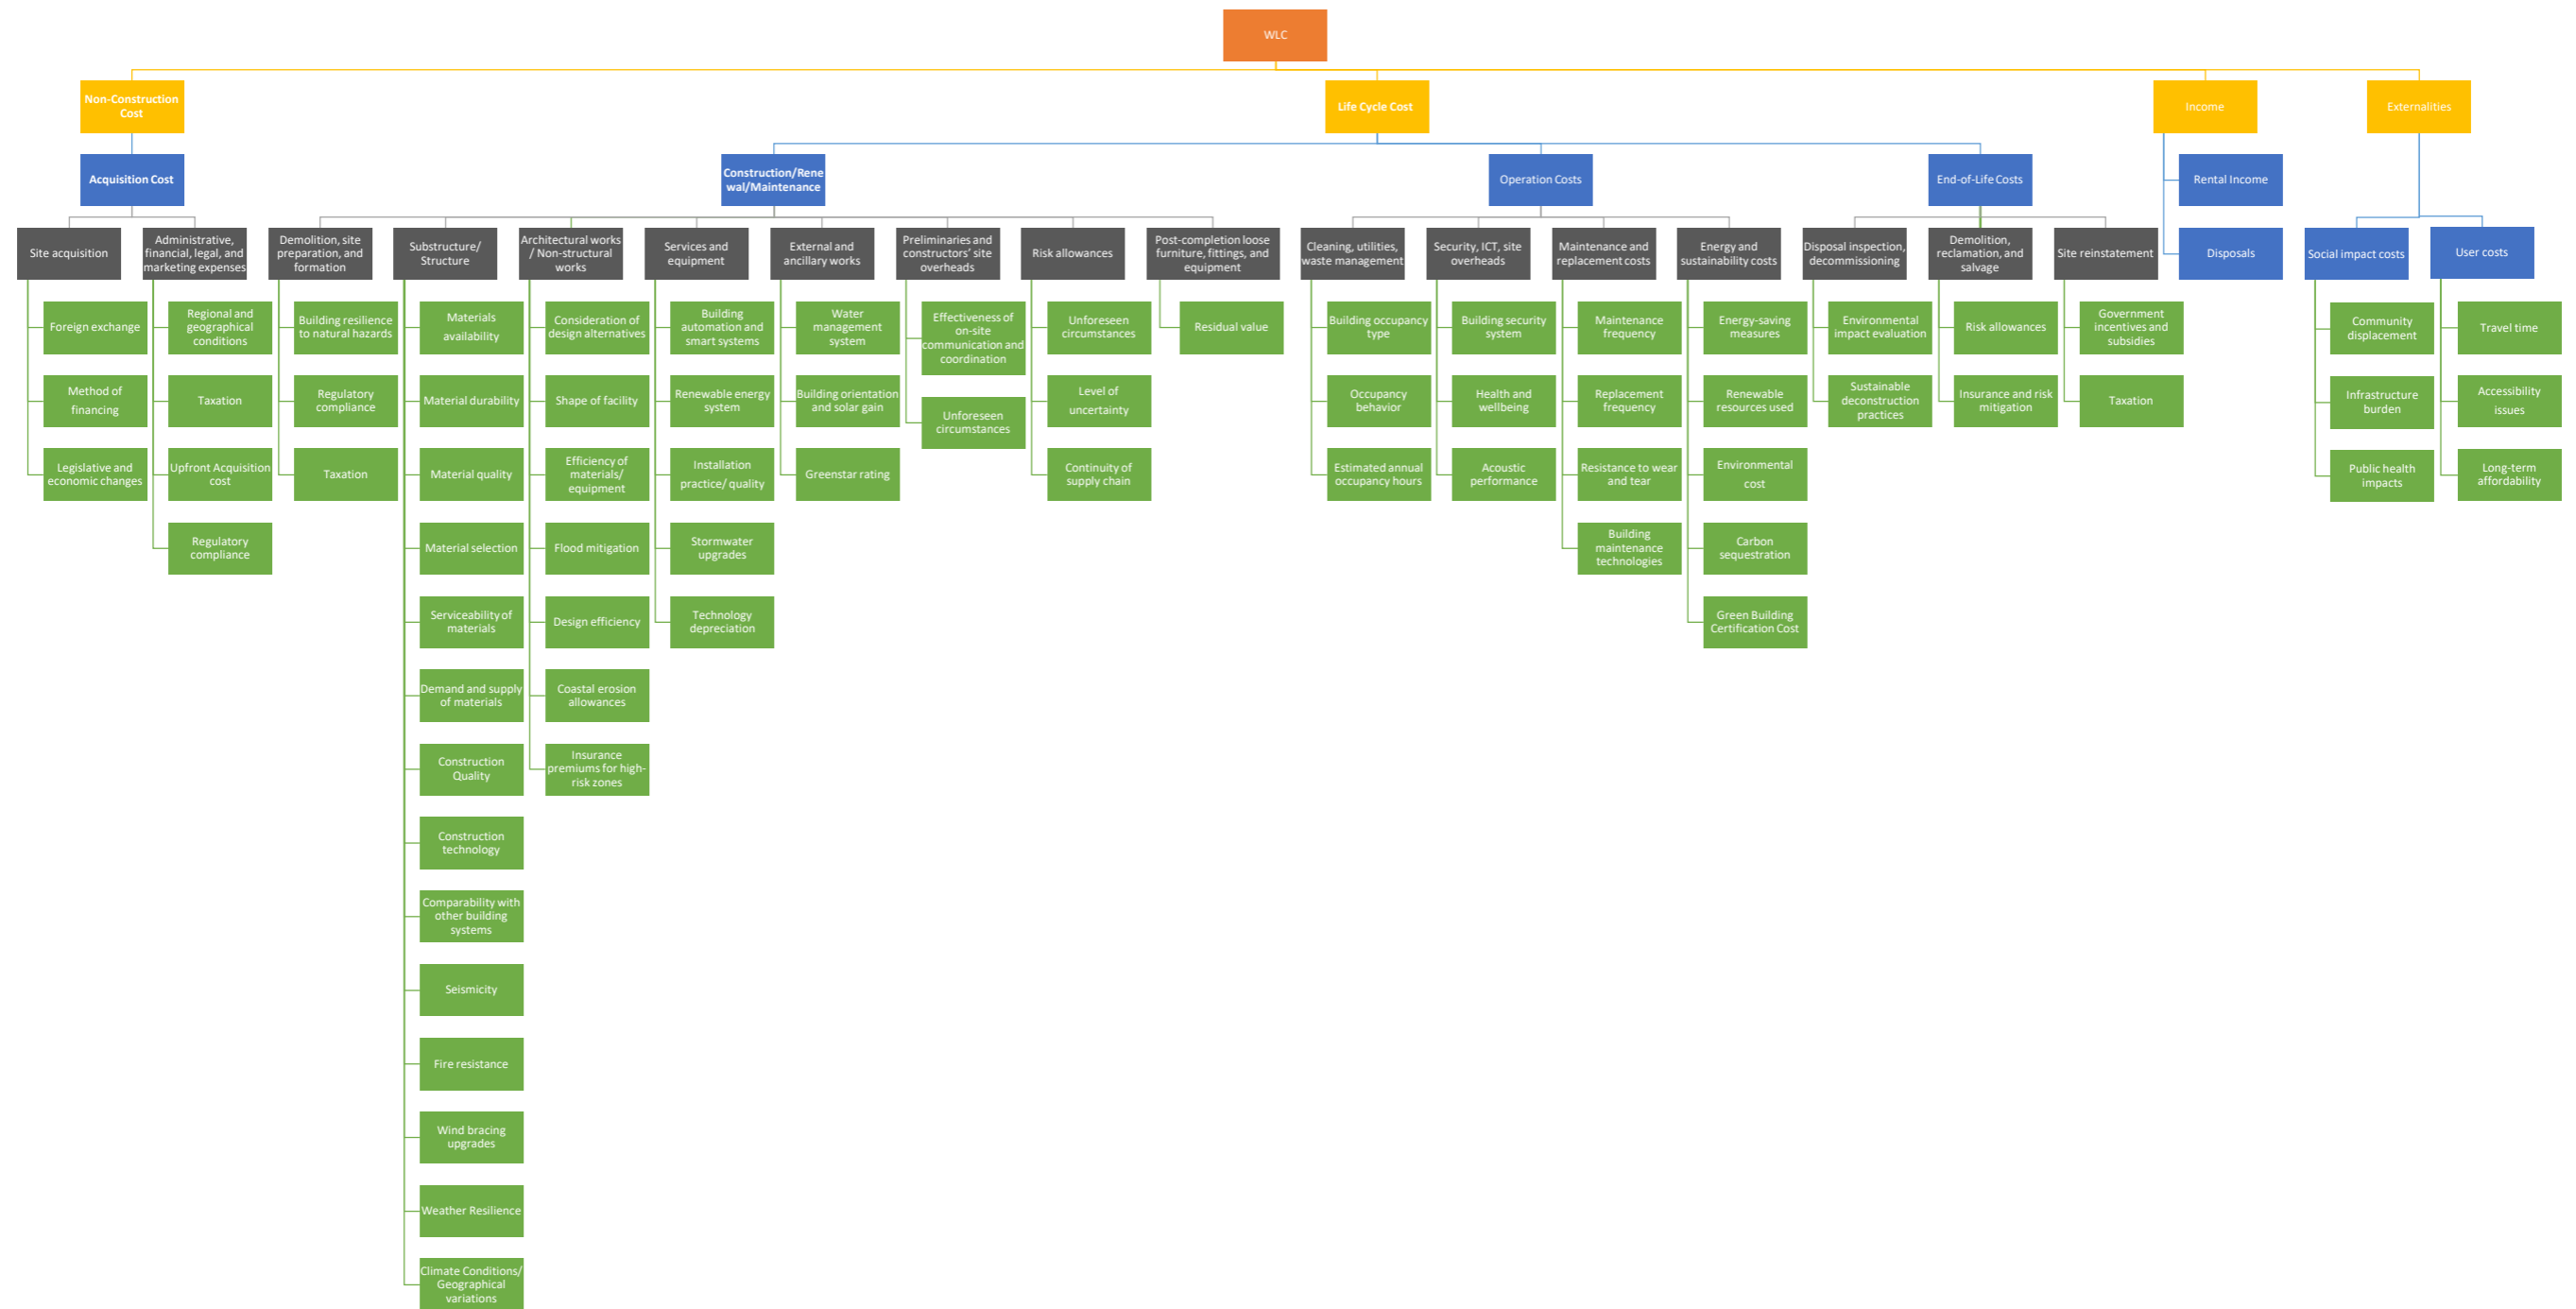 WLC
Non-Construction
Cost
Life Cycle Cost
Income
Externalities
Acquisition Cost
Construction/Rene
wal/Maintenance
Operation Costs
End-of-Life Costs
Rental Income
Disposals
Social impact costs
User costs
Site acquisition
Administrative,
financial, legal, and
marketing expenses
Demolition, site
preparation, and
formation
Substructure/
Structure
Architectural works
/ Non-structural
works
Services and
equipment
External and
ancillary works
Preliminaries and
constructors' site
overheads
Risk allowances
Post-completion loose
furniture, fittings, and
equipment
Cleaning, utilities,
waste management
Security, ICT, site
overheads
Maintenance and
replacement costs
Energy and
sustainability costs
Disposal inspection,
decommissioning
Demolition,
reclamation, and
salvage
Site reinstatement
Foreign exchange
Method of
financing
Legislative and
economic changes
Regional and
geographical
conditions
Taxation
Upfront Acquisition
cost
Regulatory
compliance
Building resilience
to natural hazards
Regulatory
compliance
Taxation
Materials
availability
Material durability
Material quality
Material selection
Serviceability of
materials
Demand and supply
of materials
Construction
Quality
Construction
technology
Comparability with
other building
systems
Seismicity
Fire resistance
Wind bracing
upgrades
Weather Resilience
Climate Conditions/
Geographical
variations
Consideration of
design alternatives
Shape of facility
Efficiency of
materials/
equipment
Flood mitigation
Design efficiency
Coastal erosion
allowances
Insurance
premiums for high-
risk zones
Building
automation and
smart systems
Renewable energy
system
Installation
practice/ quality
Stormwater
upgrades
Technology
depreciation
Water
management
system
Building orientation
and solar gain
Greenstar rating
Effectiveness of
on-site
communication and
coordination
Unforeseen
circumstances
Unforeseen
circumstances
Level of
uncertainty
Continuity of
supply chain
Residual value
Building occupancy
type
Occupancy
behavior
Estimated annual
occupancy hours
Building security
system
Health and
wellbeing
Acoustic
performance
Maintenance
frequency
Replacement
frequency
Resistance to wear
and tear
Building
maintenance
technologies
Energy-saving
measures
Renewable
resources used
Environmental
cost
Carbon
sequestration
Green Building
Certification Cost
Environmental
impact evaluation
Sustainable
deconstruction
practices
Risk allowances
Insurance and risk
mitigation
Government
incentives and
subsidies
Taxation
Community
displacement
Infrastructure
burden
Public health
impacts
Travel time
Accessibility
issues
Long-term
affordability